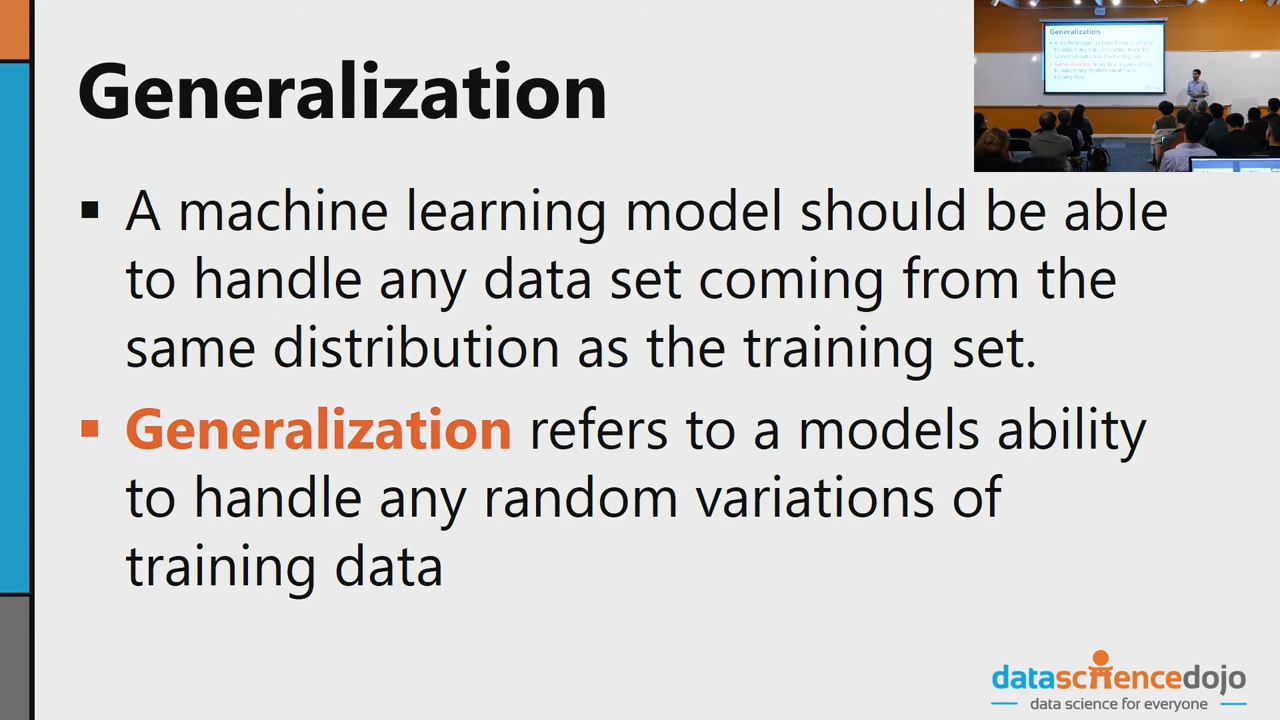 Generalization
▪ A machine learning model should be able
to handle any data set coming from the
same distribution as the training set.
▪ Generalization refers to a models ability
to handle any random variations of
training data
Generalization
datasciencedojo
data science for everyone